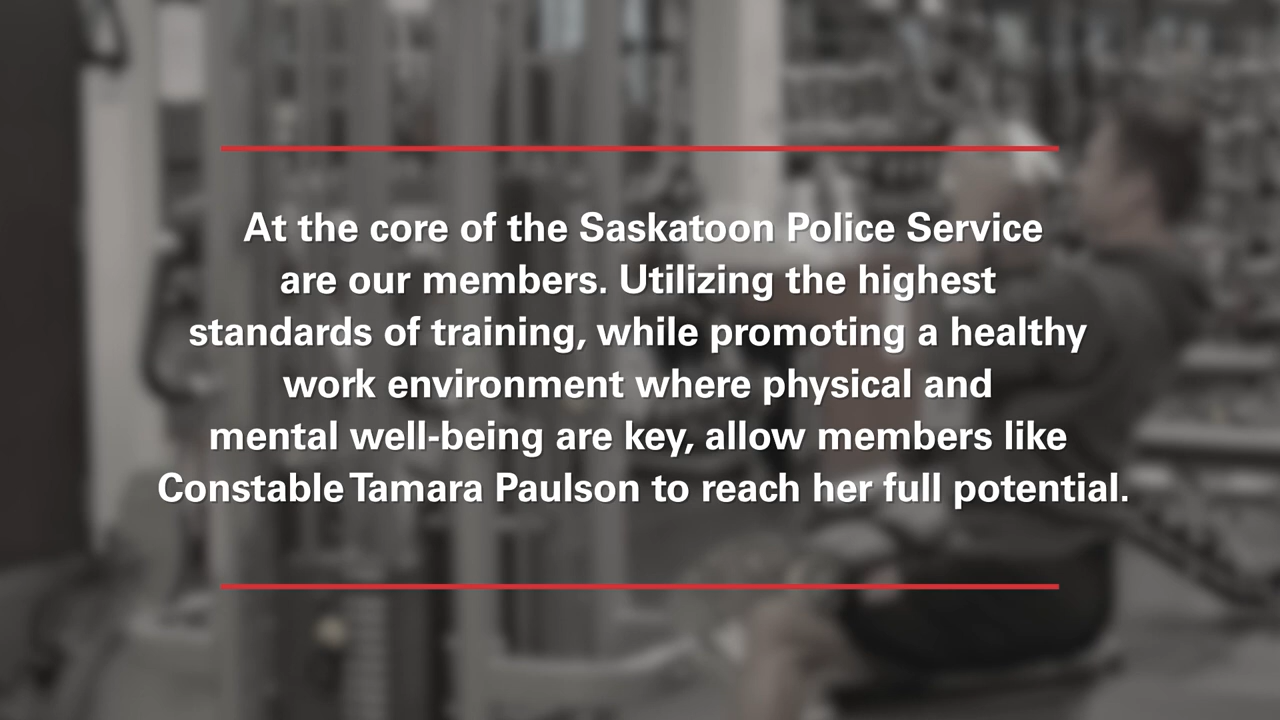 At the core of the Saskatoon Police Service
are our members. Utilizing the highest
standards of training, while promoting a healthy
work environment where physical and
mental well-being are key, allow members like
Constable Tamara Paulson to reach her full potential.